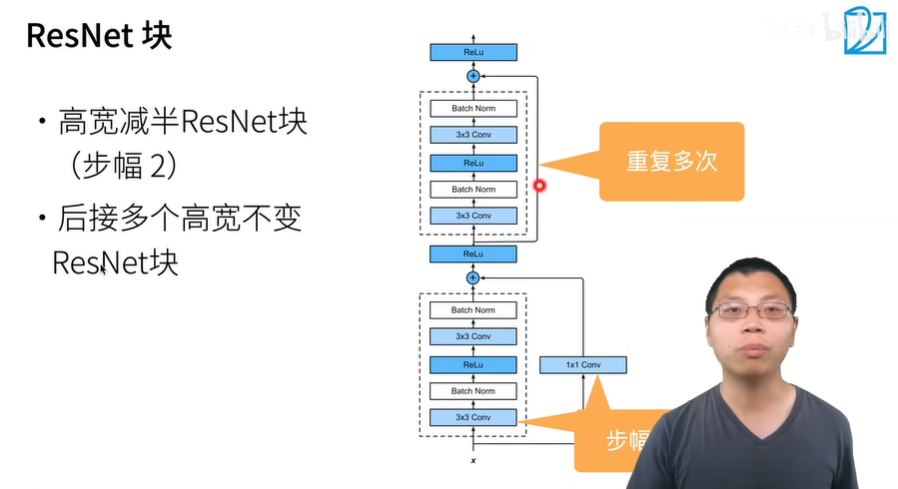 ResNet 块
• 高宽减半ResNet块
（步幅 2）
• 后接多个高宽不变
ResNet块
ReLu
+
Batch Norm
3x3 Conv
ReLu
Batch Norm
3x3 Conv
重复多次
ReLu
+
Batch Norm
3x3 Conv
ReLu
1x1 Conv
Batch Norm
3x3 Conv
步幅
x